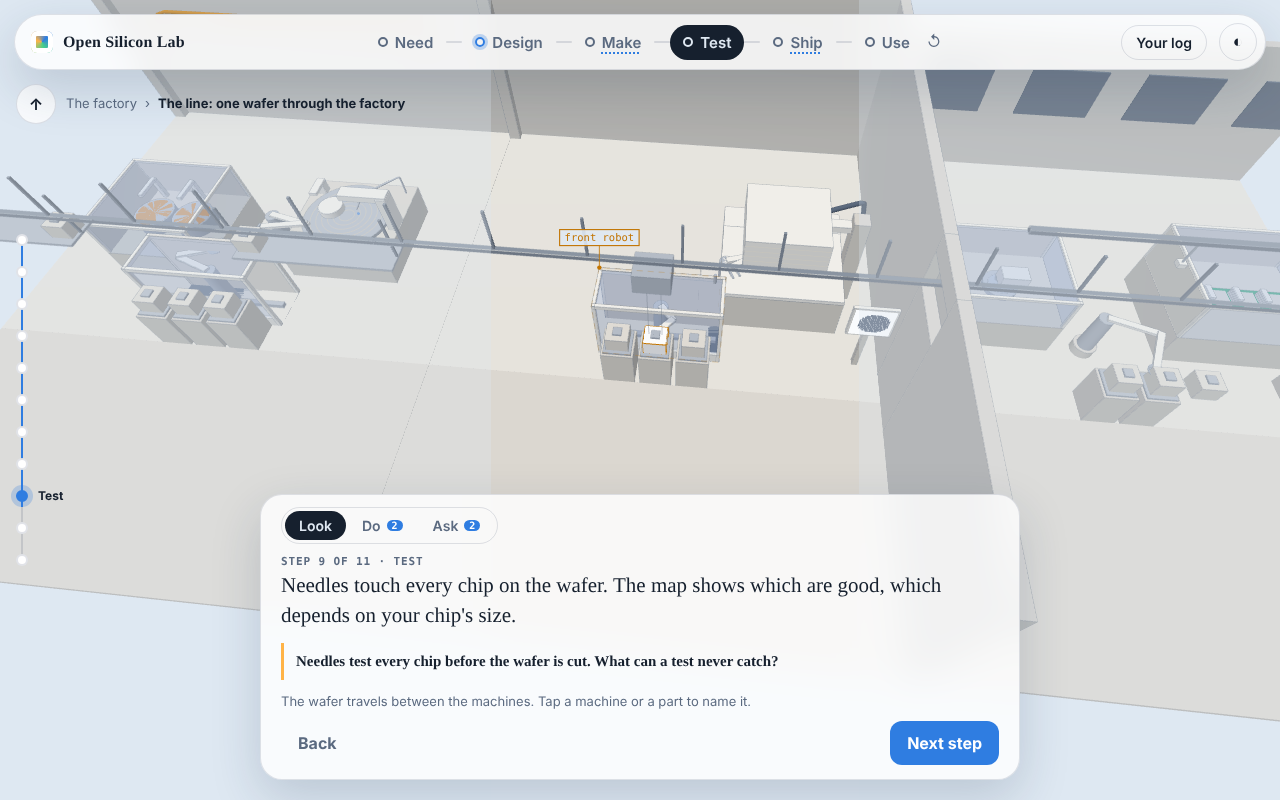 Open Silicon Lab
Need
Design
Make
Test
Ship
Use
Your log
The factory › The line: one wafer through the factory
front robot
Test
Look
Do 2
Ask 2
STEP 9 OF 11 · TEST
Needles touch every chip on the wafer. The map shows which are good, which
depends on your chip's size.
Needles test every chip before the wafer is cut. What can a test never catch?
The wafer travels between the machines. Tap a machine or a part to name it.
Back
Next step